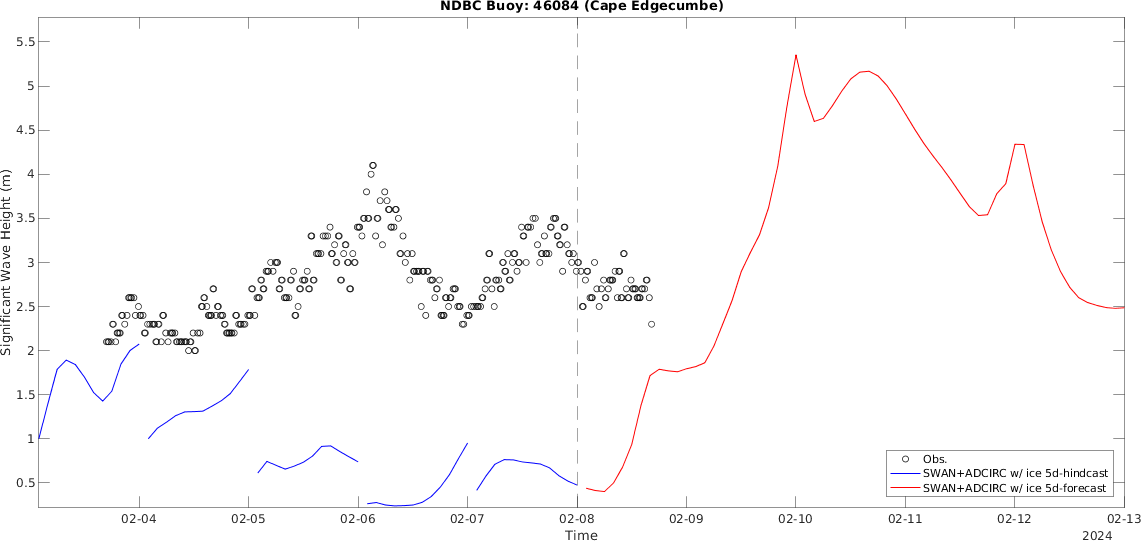 NDBC Buoy: 46084 (Cape Edgecumbe)
5.5
5
4.5
4
3.5
3
2.5
2
1.5
1
0.5
Significant Wave Height (m)
Obs.
SWAN+ADCIRC w/ ice 5d-hindcast
SWAN+ADCIRC w/ ice 5d-forecast
02-04 02-05 02-06 02-07 02-08 02-09 02-10 02-11 02-12 02-13
Time
2024